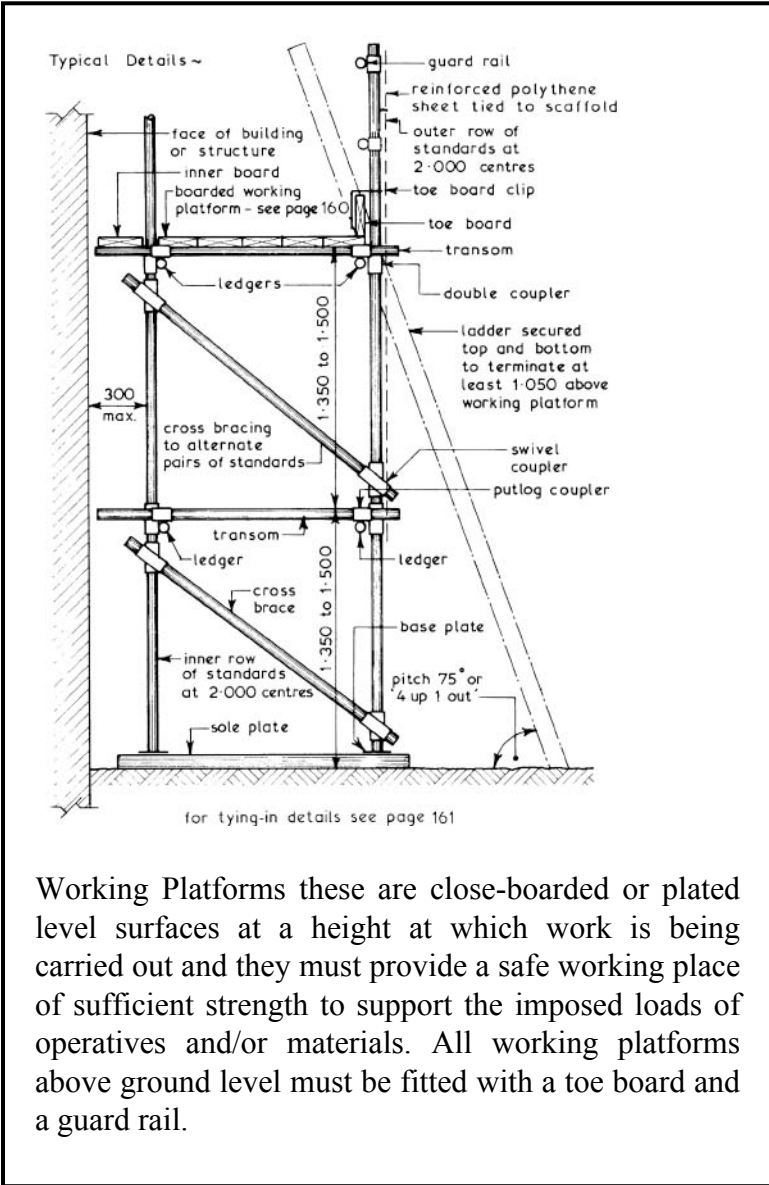 Typical Details ~
guard rail
reinforced polythene
sheet tied to scaffold
face of building
or structure
outer row of
standards at
2·000 centres
inner board
boarded working
platform - see page 160
toe board clip
toe board
transom
ledgers
double coupler
1·350 to 1·500
ladder secured
top and bottom
to terminate at
least 1·050 above
working platform
300
max.
cross bracing
to alternate
pairs of standards
swivel
coupler
putlog coupler
transom
ledger
ledger
1·350 to 1·500
cross
brace
base plate
inner row
of standards
at 2·000 centres
pitch 75° or
'4 up 1 out'
sole plate
for tying-in details see page 161
Working Platforms these are close-boarded or plated
level surfaces at a height at which work is being
carried out and they must provide a safe working place
of sufficient strength to support the imposed loads of
operatives and/or materials. All working platforms
above ground level must be fitted with a toe board and
a guard rail.